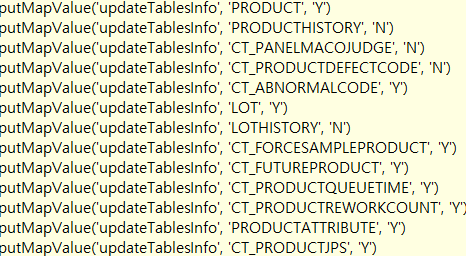 putMapValue('updateTablesInfo', 'PRODUCT', 'Y')
putMapValue('updateTablesInfo', 'PRODUCTHISTORY', 'N')
putMapValue('updateTablesInfo', 'CT_PANELMACOJUDGE', 'N')
putMapValue('updateTablesInfo', 'CT_PRODUCTDEFECTCODE', 'N')
putMapValue('updateTablesInfo', 'CT_ABNORMALCODE', 'Y')
putMapValue('updateTablesInfo', 'LOT', 'Y')
putMapValue('updateTablesInfo', 'LOTHISTORY', 'N')
putMapValue('updateTablesInfo', 'CT_FORCESAMPLEPRODUCT', 'Y')
putMapValue('updateTablesInfo', 'CT_FUTUREPRODUCT', 'Y')
putMapValue('updateTablesInfo', 'CT_PRODUCTQUEUETIME', 'Y')
putMapValue('updateTablesInfo', 'CT_PRODUCTREWORKCOUNT', 'Y')
putMapValue('updateTablesInfo', 'PRODUCTATTRIBUTE', 'Y')
putMapValue('updateTablesInfo', 'CT_PRODUCTJPS', 'Y')